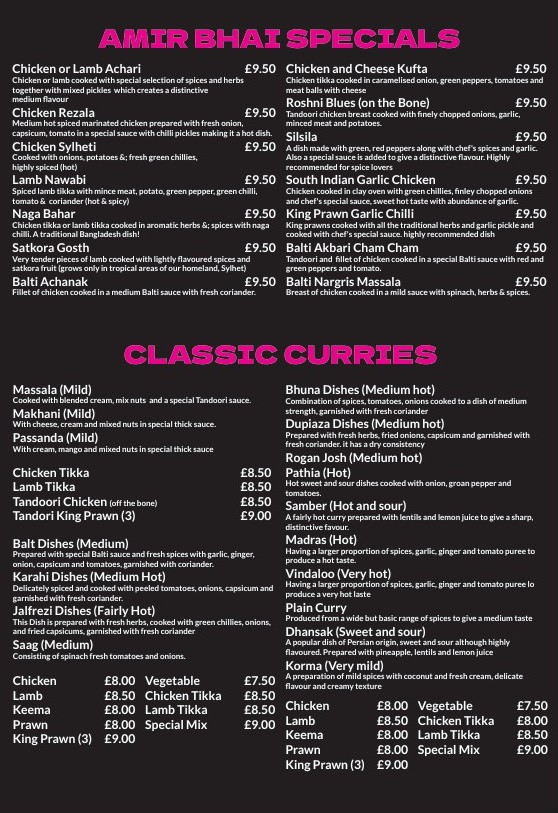 AMIR BHAI SPECIALS
Chicken or Lamb Achari £9.50
Chicken or lamb cooked with special selection of spices and herbs
together with mixed pickles which creates a distinctive
medium flavour
Chicken Rezala £9.50
Medium hot spiced marinated chicken prepared with fresh onion,
capsicum, tomato in a special sauce with chilli pickles making it a hot dish.
Chicken Sylheti £9.50
Cooked with onions, potatoes &; fresh green chillies,
highly spiced (hot)
Lamb Nawabi £9.50
Spiced lamb tikka with mince meat, potato, green pepper, green chilli,
tomato & coriander (hot & spicy)
Naga Bahar £9.50
Chicken tikka or lamb tikka cooked in aromatic herbs &; spices with naga
chilli. A traditional Bangladesh dish!
Satkora Gosth £9.50
Very tender pieces of lamb cooked with lightly flavoured spices and
satkora fruit (grows only in tropical areas of our homeland, Sylhet)
Balti Achanak £9.50
Fillet of chicken cooked in a medium Balti sauce with fresh coriander.
Chicken and Cheese Kufta £9.50
Chicken tikka cooked in caramelised onion, green peppers, tomatoes and
meat balls with cheese
Roshni Blues (on the Bone) £9.50
Tandoori chicken breast cooked with finely chopped onions, garlic,
minced meat and potatoes.
Silsila £9.50
A dish made with green, red peppers along with chef's spices and garlic.
Also a special sauce is added to give a distinctive flavour. Highly
recommended for spice lovers
South Indian Garlic Chicken £9.50
Chicken cooked in clay oven with green chillies, finley chopped onions
and chef's special sauce, sweet hot taste with abundance of garlic.
King Prawn Garlic Chilli £9.50
King prawns cooked with all the traditional herbs and garlic pickle and
cooked with chef's special sauce. highly recommended dish
Balti Akbari Cham Cham £9.50
Tandoori and fillet of chicken cooked in a special Balti sauce with red and
green peppers and tomato.
Balti Nargris Massala £9.50
Breast of chicken cooked in a mild sauce with spinach, herbs & spices.
CLASSIC CURRIES
Massala (Mild)
Cooked with blended cream, mix nuts and a special Tandoori sauce.
Makhani (Mild)
With cheese, cream and mixed nuts in special thick sauce.
Passanda (Mild)
With cream, mango and mixed nuts in special thick sauce
Chicken Tikka £8.50
Lamb Tikka £8.50
Tandoori Chicken (off the bone) £8.50
Tandori King Prawn (3) £9.00
Balt Dishes (Medium)
Prepared with special Balti sauce and fresh spices with garlic, ginger,
onion, capsicum and tomatoes, garnished with coriander.
Karahi Dishes (Medium Hot)
Delicately spiced and cooked with peeled tomatoes, onions, capsicum and
garnished with fresh coriander.
Jalfrezi Dishes (Fairly Hot)
This Dish is prepared with fresh herbs, cooked with green chillies, onions,
and fried capsicums, garnished with fresh coriander
Saag (Medium)
Consisting of spinach fresh tomatoes and onions.
Chicken £8.00 Vegetable £7.50
Lamb £8.50 Chicken Tikka £8.50
Keema £8.00 Lamb Tikka £8.50
Prawn £8.00 Special Mix £9.00
King Prawn (3) £9.00
Bhuna Dishes (Medium hot)
Combination of spices, tomatoes, onions cooked to a dish of medium
strength, garnished with fresh coriander
Dupiaza Dishes (Medium hot)
Prepared with fresh herbs, fried onions, capsicum and garnished with
fresh coriander. it has a dry consistency
Rogan Josh (Medium hot)
Pathia (Hot)
Hot sweet and sour dishes cooked with onion, groan pepper and
tomatoes.
Samber (Hot and sour)
A fairly hot curry prepared with lentils and lemon juice to give a sharp,
distinctive favour.
Madras (Hot)
Having a larger proportion of spices, garlic, ginger and tomato puree to
produce a hot taste.
Vindaloo (Very hot)
Having a larger proportion of spices, garlic, ginger and tomato puree lo
produce a very hot laste
Plain Curry
Produced from a wide but basic range of spices to give a medium taste
Dhansak (Sweet and sour)
A popular dish of Persian origin, sweet and sour although highly
flavoured. Prepared with pineapple, lentils and lemon juice
Korma (Very mild)
A preparation of mild spices with coconut and fresh cream, delicate
flavour and creamy texture
Chicken £8.00 Vegetable £7.50
Lamb £8.50 Chicken Tikka £8.00
Keema £8.00 Lamb Tikka £8.50
Prawn £8.00 Special Mix £9.00
King Prawn (3) £9.00